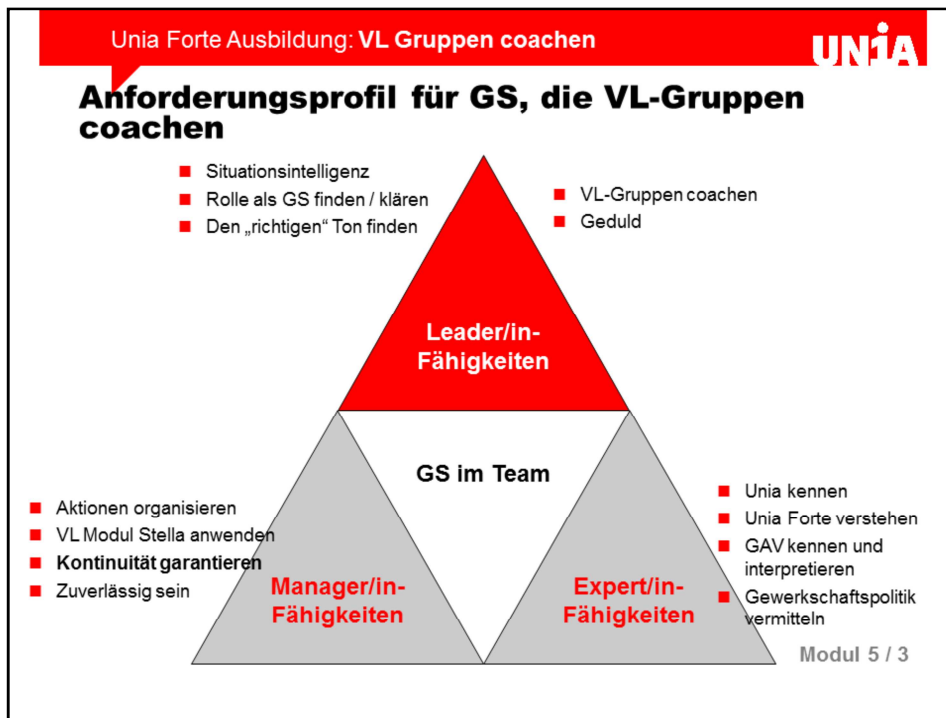 Unia Forte Ausbildung: VL Gruppen coachen
UNiA
Anforderungsprofil für GS, die VL-Gruppen
coachen
Situationsintelligenz
Rolle als GS finden / klären
Den „richtigen“ Ton finden
VL-Gruppen coachen
Geduld
Leader/in-
Fähigkeiten
GS im Team
Aktionen organisieren
VL Modul Stella anwenden
Kontinuität garantieren
Zuverlässig sein
Manager/in-
Fähigkeiten
Expert/in-
Fähigkeiten
Unia kennen
Unia Forte verstehen
GAV kennen und
interpretieren
Gewerkschaftspolitik
vermitteln
Modul 5 / 3